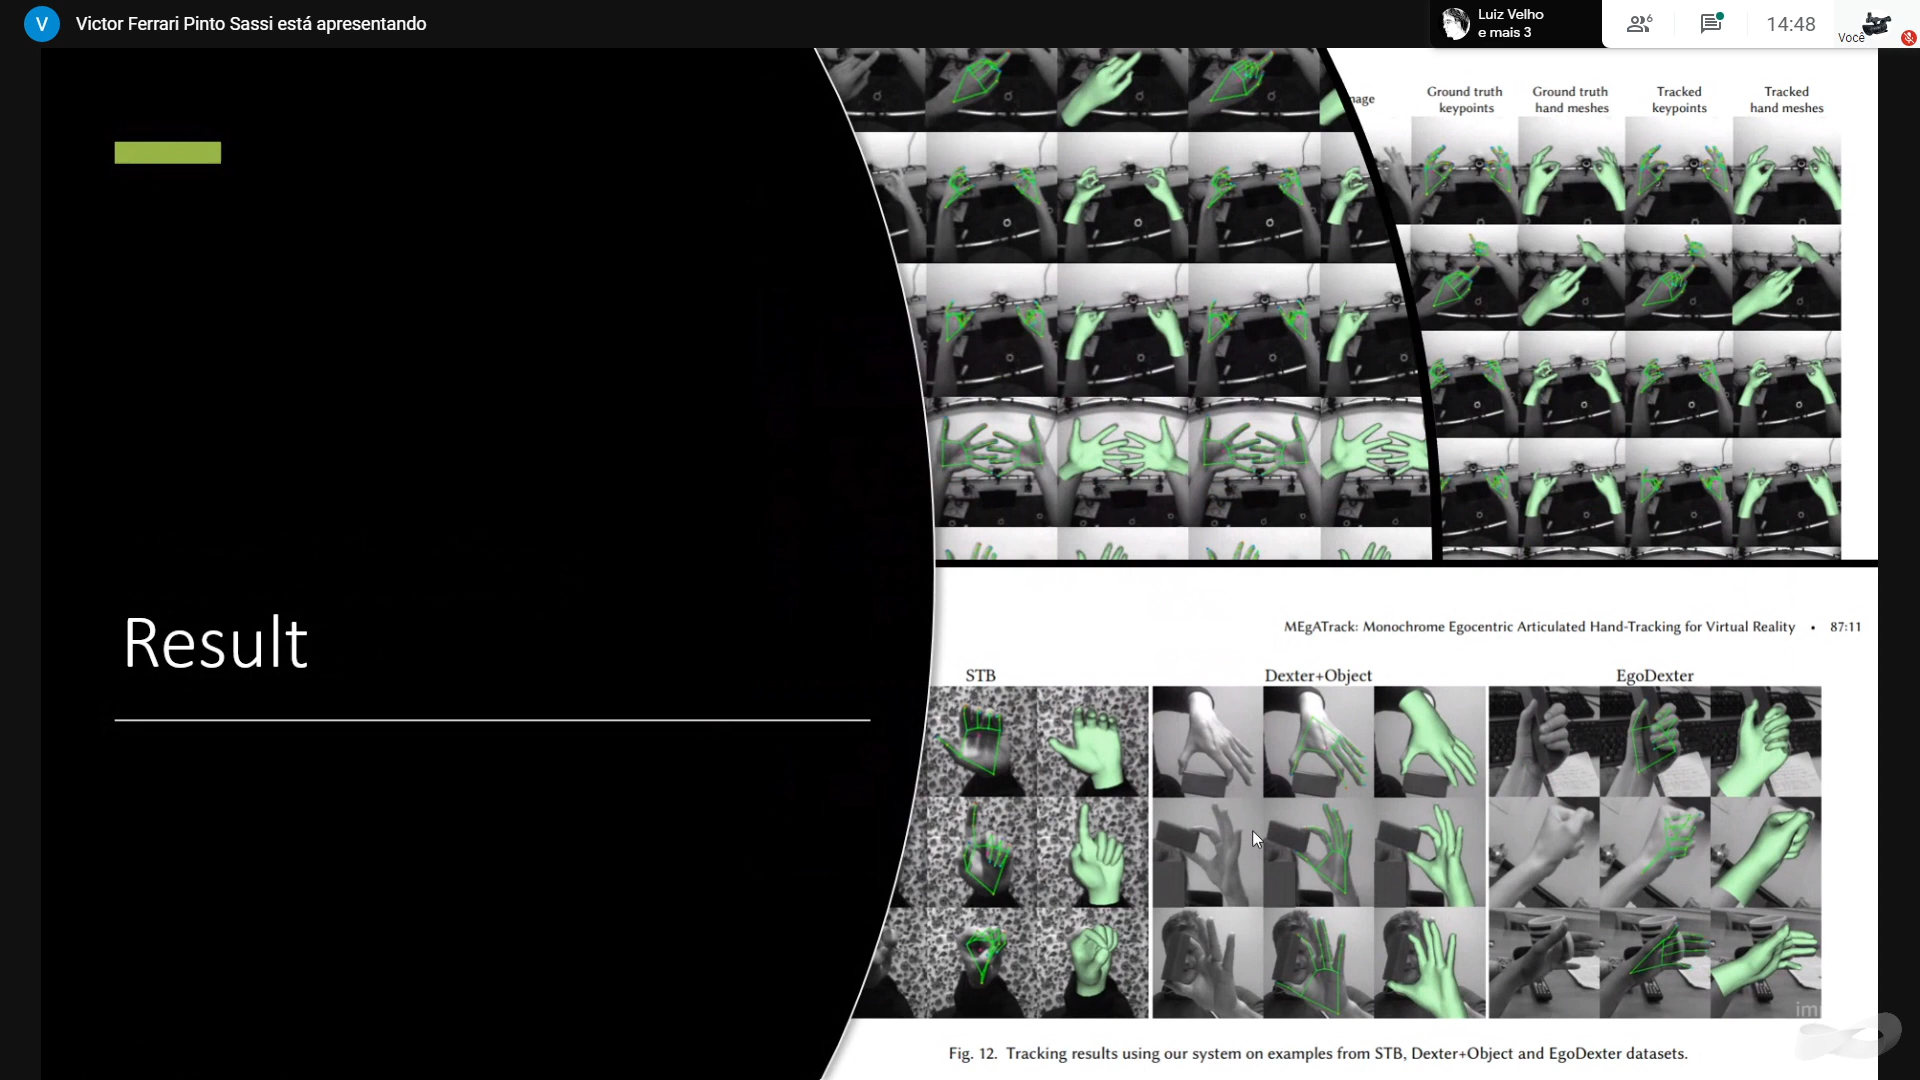 V Victor Ferrari Pinto Sassi está apresentando
Luiz Velho
e mais 3
6
14:48
Você
Ground truth keypoints
Ground truth hand meshes
Tracked keypoints
Tracked hand meshes
Result
MEgATrack: Monochrome Egocentric Articulated Hand-Tracking for Virtual Reality • 87:11
STB
Dexter+Object
EgoDexter
Fig. 12. Tracking results using our system on examples from STB, Dexter+Object and EgoDexter datasets.